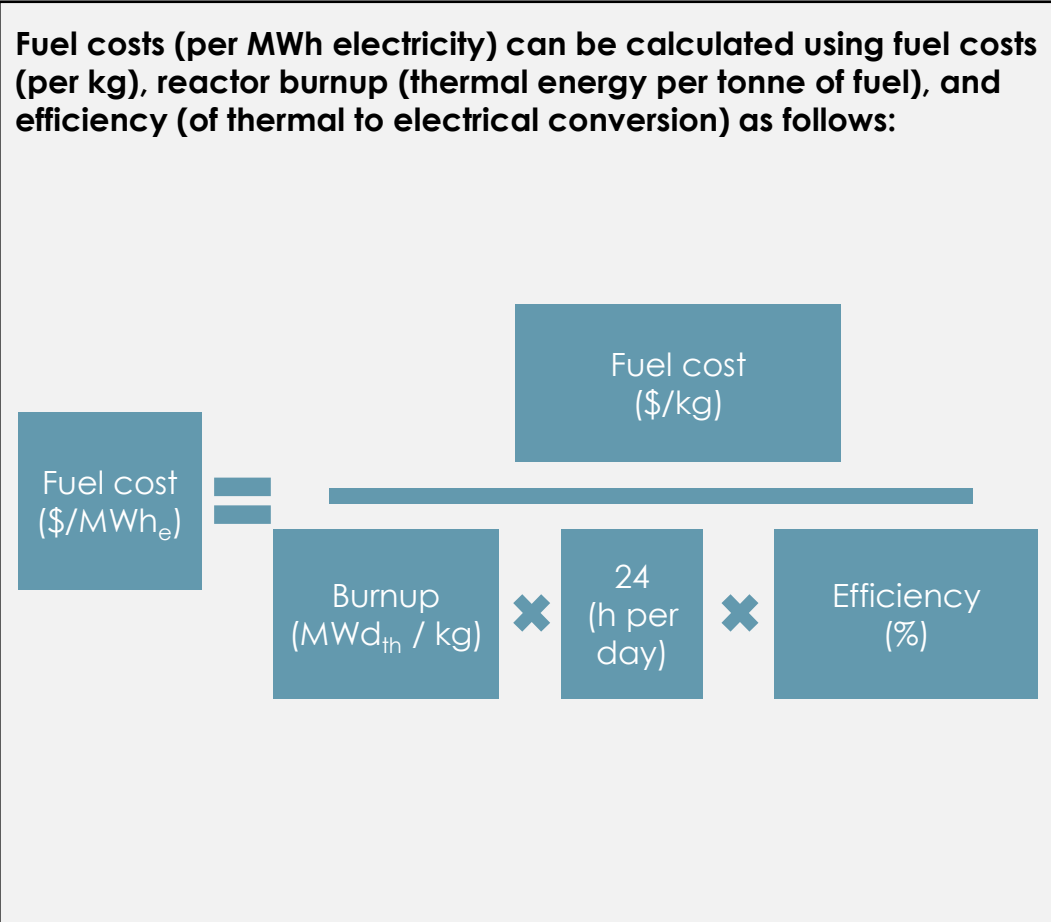 Fuel costs (per MWh electricity) can be calculated using fuel costs
(per kg), reactor burnup (thermal energy per tonne of fuel), and
efficiency (of thermal to electrical conversion) as follows:
Fuel cost
($/MWhₑ)
=
Fuel cost
($/kg)
Burnup
(MWdₜₕ / kg)
×
24
(h per
day)
×
Efficiency
(%)